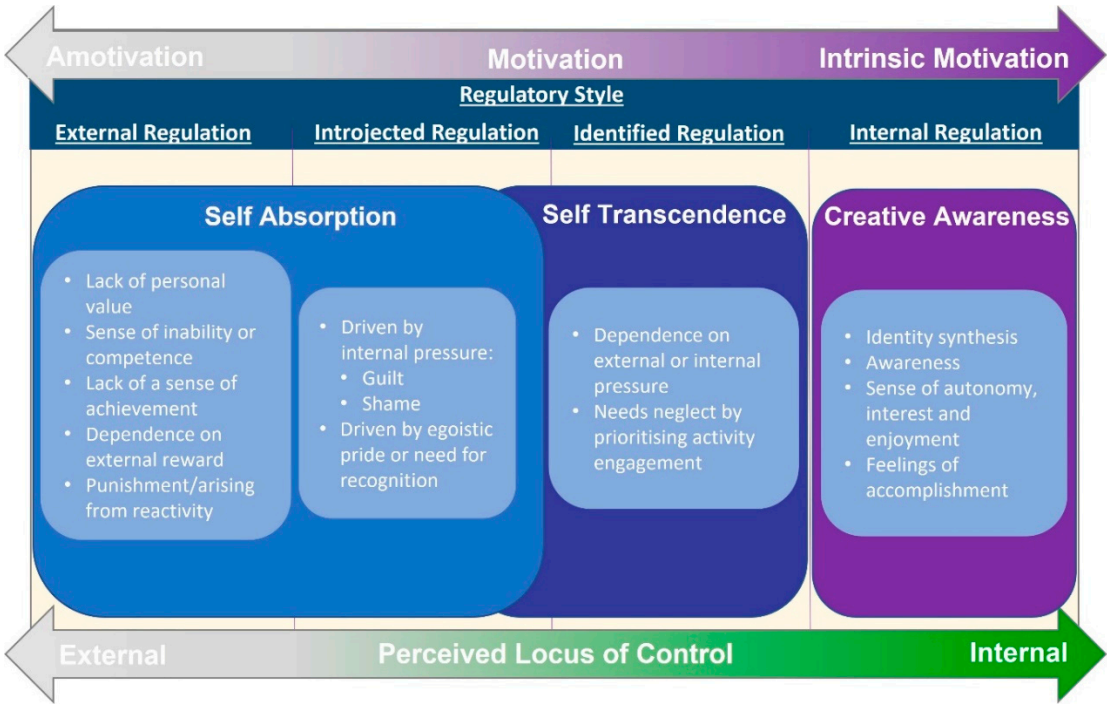 Amotivation Motivation Intrinsic Motivation
Regulatory Style
External Regulation Introjected Regulation Identified Regulation Internal Regulation
Self Absorption
• Lack of personal
value
• Sense of inability or
competence
• Lack of a sense of
achievement
• Dependence on
external reward
• Punishment/arising
from reactivity
• Driven by
internal pressure:
• Guilt
• Shame
• Driven by egoistic
pride or need for
recognition
Self Transcendence
• Dependence on
external or internal
pressure
• Needs neglect by
prioritising activity
engagement
Creative Awareness
• Identity synthesis
• Awareness
• Sense of autonomy,
interest and
enjoyment
• Feelings of
accomplishment
External Perceived Locus of Control Internal